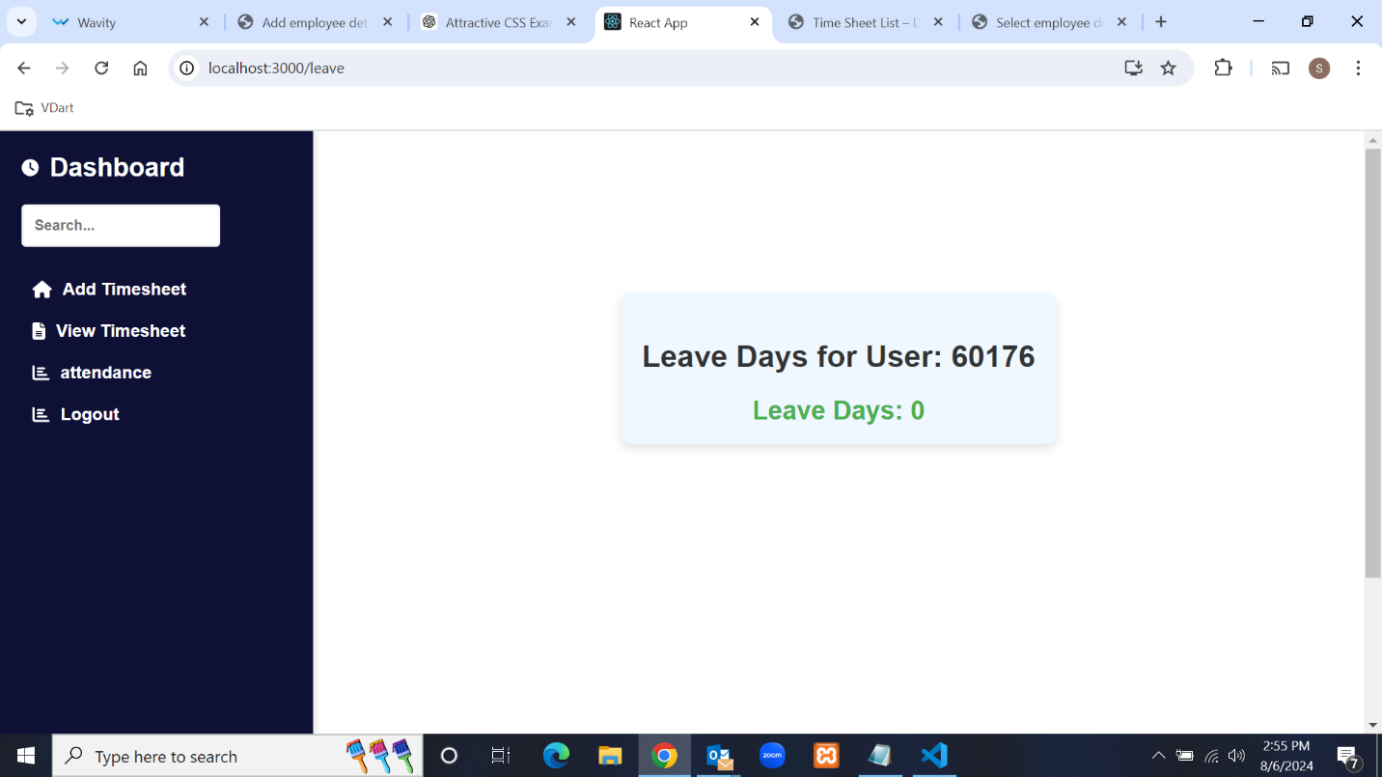 Wavity
Add employee det
Attractive CSS Exar
React App
Time Sheet List – D
Select employee d
localhost:3000/leave
S
VDart
Dashboard
Search...
Add Timesheet
View Timesheet
attendance
Logout
Leave Days for User: 60176
Leave Days: 0
Type here to search
zoom
2:55 PM
8/6/2024
7